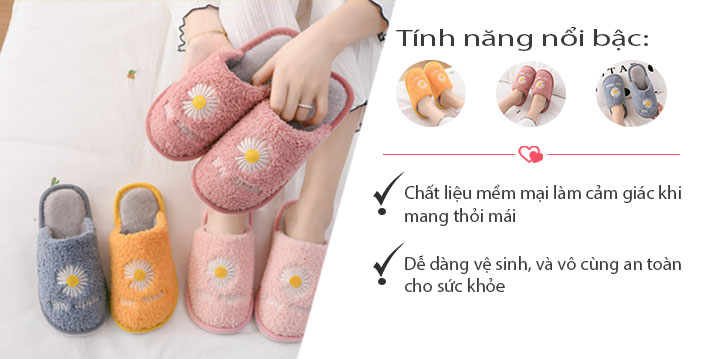 Tính năng nổi bậc:
Chất liệu mềm mại làm cảm giác khi
mang thỏi mái
Dễ dàng vệ sinh, và vô cùng an toàn
cho sức khỏe